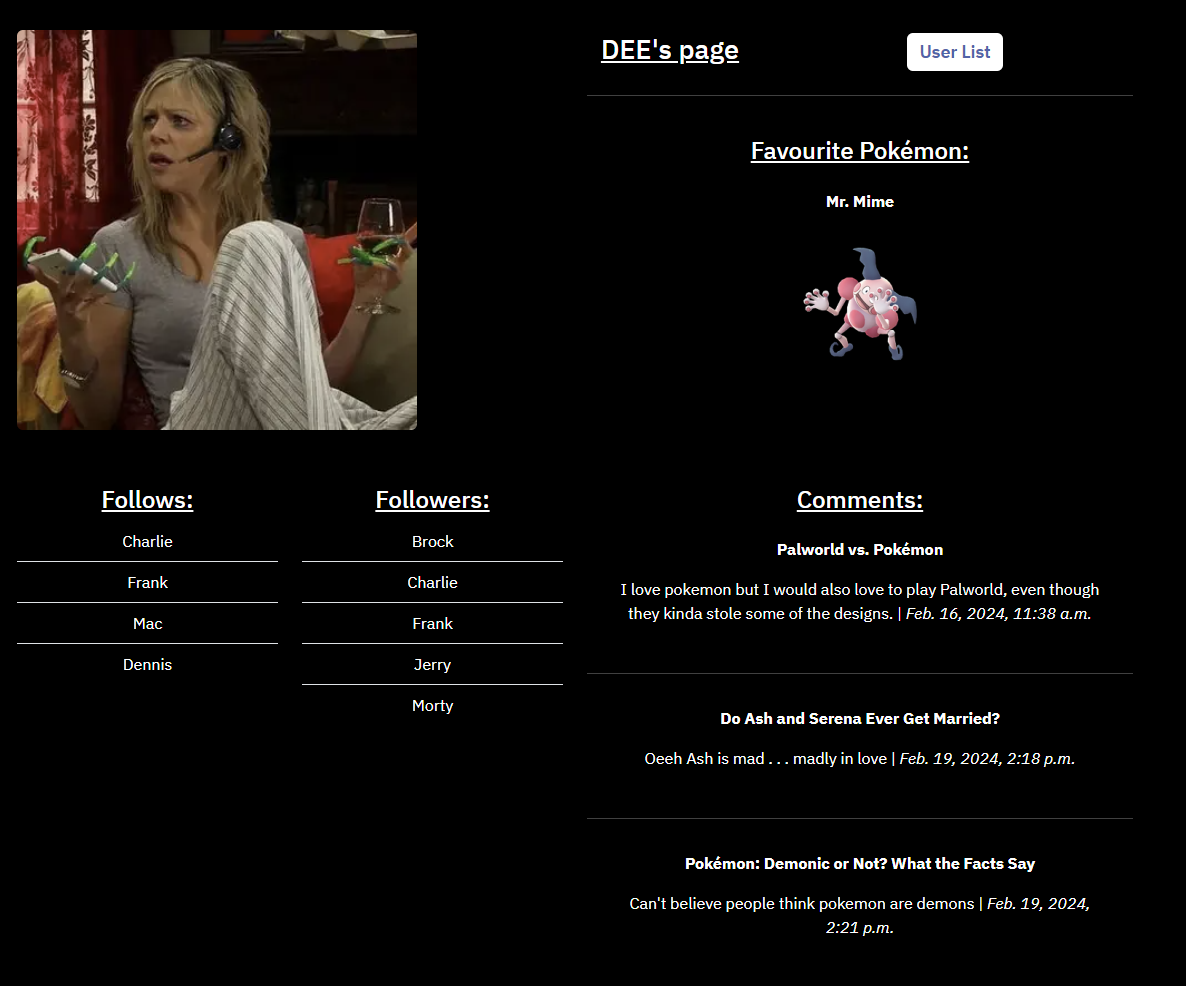 DEE's page
User List
Favourite Pokémon:
Mr. Mime
Follows:
Charlie
Frank
Mac
Dennis
Followers:
Brock
Charlie
Frank
Jerry
Morty
Comments:
Palworld vs. Pokémon
I love pokemon but I would also love to play Palworld, even though
they kinda stole some of the designs. | Feb. 16, 2024, 11:38 a.m.
Do Ash and Serena Ever Get Married?
Oeeh Ash is mad . . . madly in love | Feb. 19, 2024, 2:18 p.m.
Pokémon: Demonic or Not? What the Facts Say
Can't believe people think pokemon are demons | Feb. 19, 2024,
2:21 p.m.